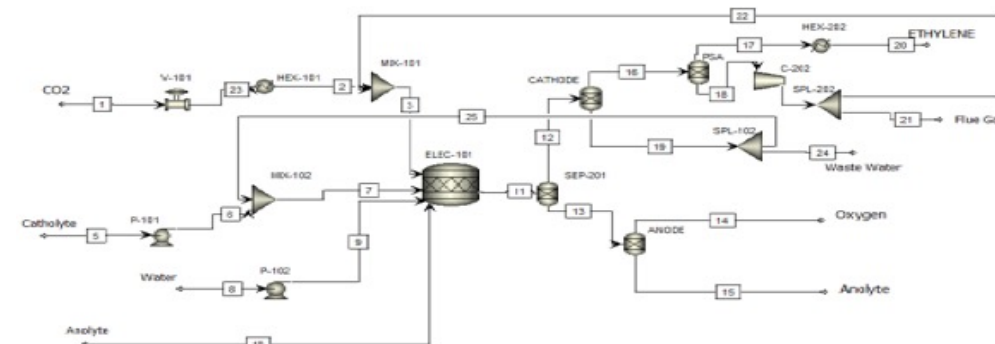 22
HEX-202
17
20
ETHYLENE
MIX-101
V-101
HEX-101
23
2
CO2
1
3
CATHODE
16
PSA
18
C-202
SPL-202
21
Flue Ga
25
12
19
SPL-102
24
Waste Water
ELEC-101
MIX-102
7
11
SEP-201
13
P-101
6
Catholyte
5
ANODE
14
Oxygen
9
Water
8
P-102
15
Analyte